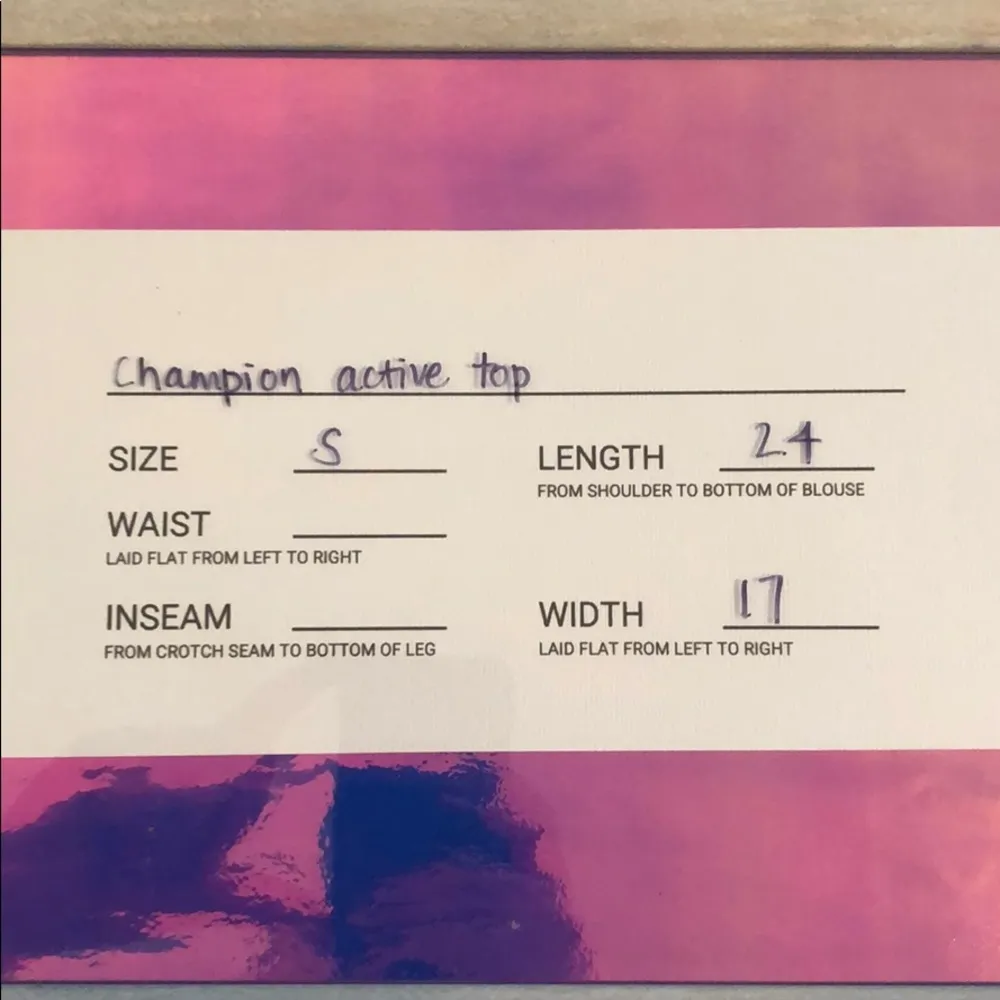 Champion active top
SIZE S
LENGTH 24
FROM SHOULDER TO BOTTOM OF BLOUSE
WAIST
LAID FLAT FROM LEFT TO RIGHT
INSEAM
FROM CROTCH SEAM TO BOTTOM OF LEG
WIDTH 17
LAID FLAT FROM LEFT TO RIGHT